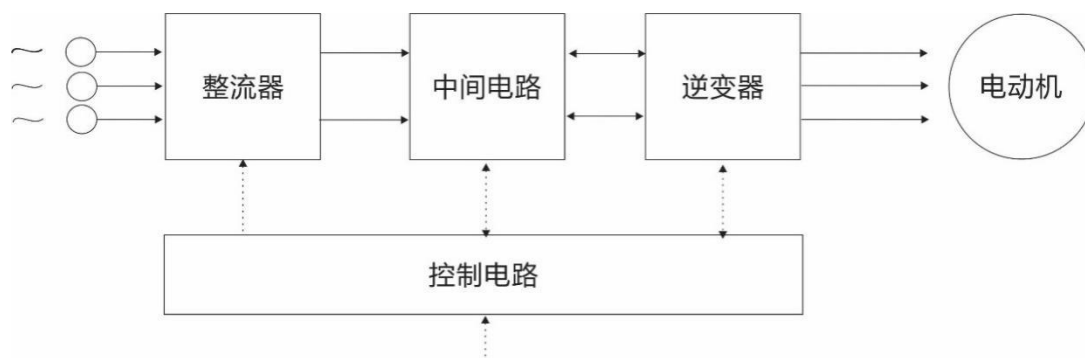 整流器
中间电路
逆变器
电动机
控制电路